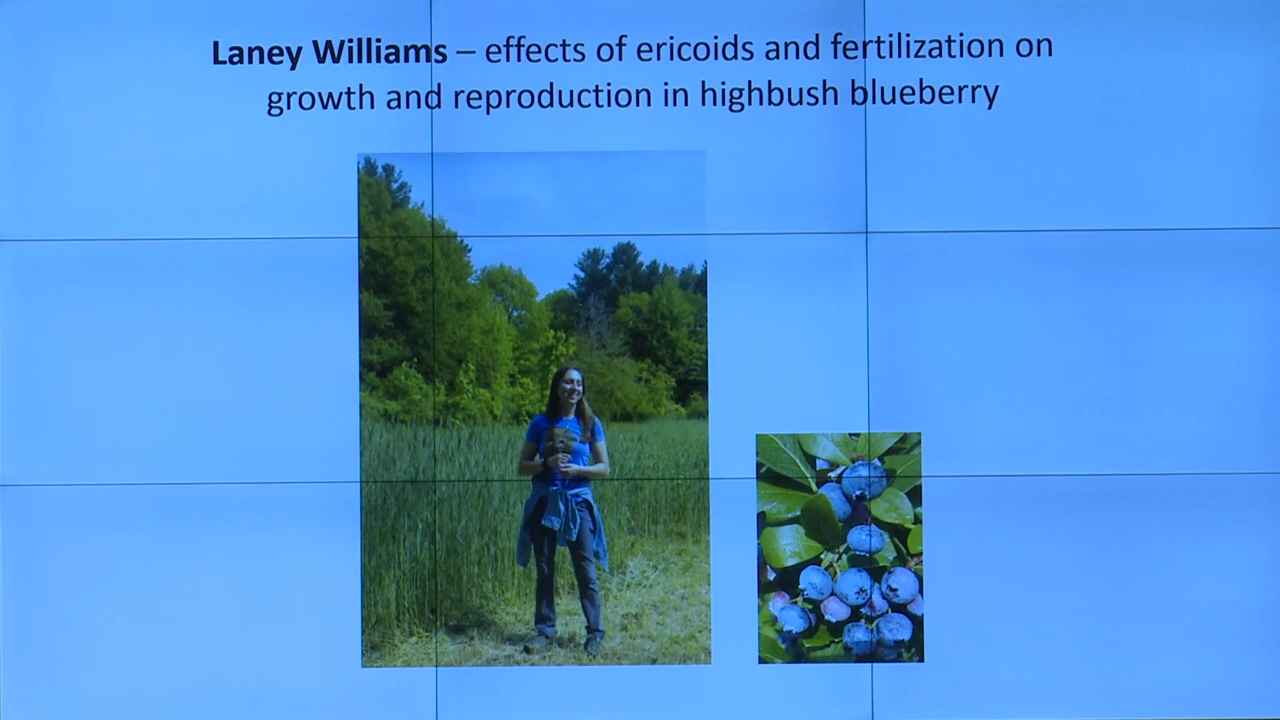 Laney Williams – effects of ericoids and fertilization on
growth and reproduction in highbush blueberry